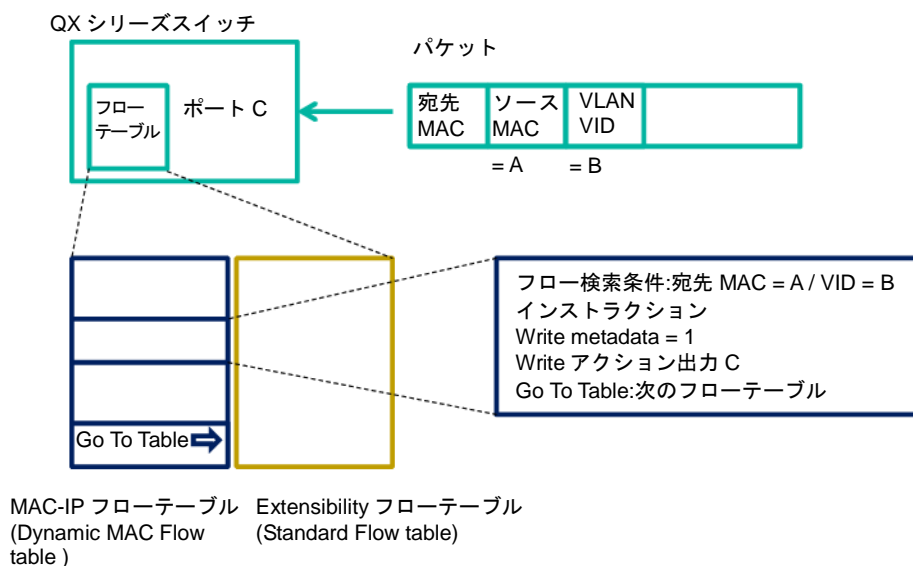 QX シリーズスイッチ
パケット
フロー
テーブル
ポート C
宛先
MAC
ソース
MAC
VLAN
VID
= A
= B
フロー検索条件:宛先 MAC = A / VID = B
インストラクション
Write metadata = 1
Write アクション出力 C
Go To Table:次のフローテーブル
Go To Table
MAC-IP フローテーブル
(Dynamic MAC Flow
table )
Extensibility フローテーブル
(Standard Flow table)